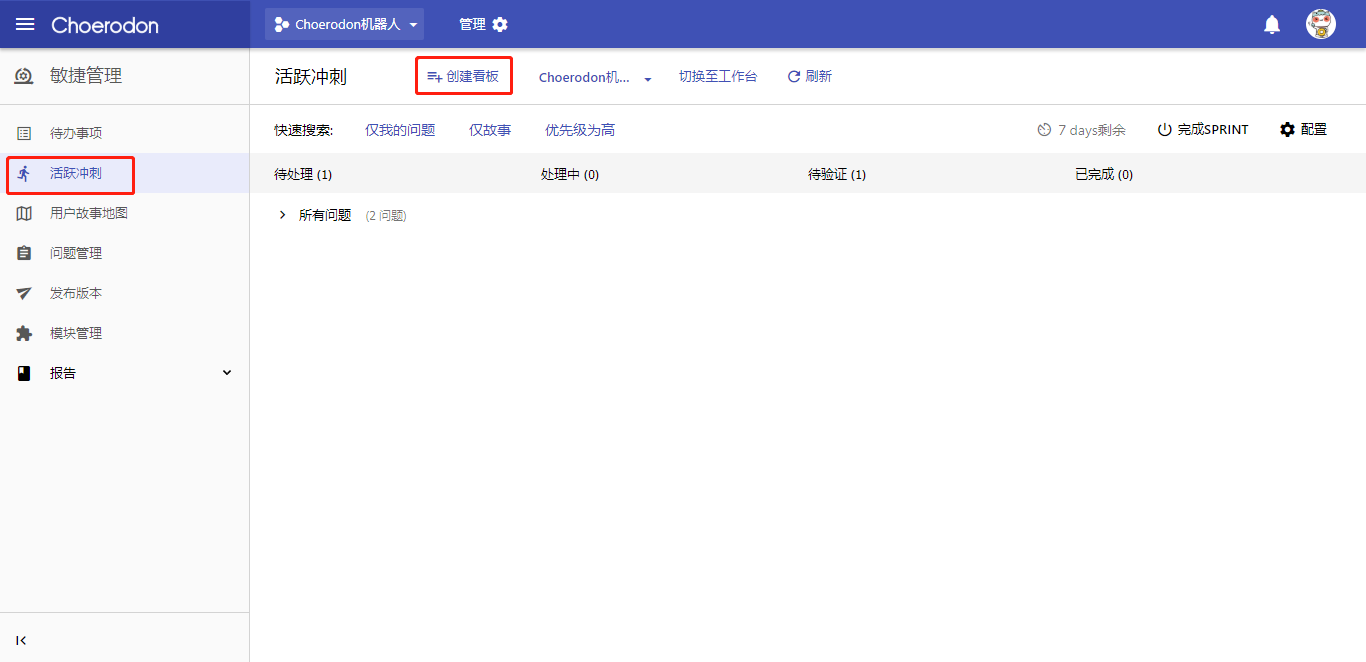 Choerodon
Choerodon机器人
管理
敏捷管理
待办事项
活跃冲刺
用户故事地图
问题管理
发布版本
模块管理
报告
活跃冲刺
创建看板
Choerodon机...
切换至工作台
刷新
快速搜索:
仅我的问题
仅故事
优先级为高
7 days剩余
完成SPRINT
配置
待处理 (1)
处理中 (0)
待验证 (1)
已完成 (0)
所有问题 (2 问题)